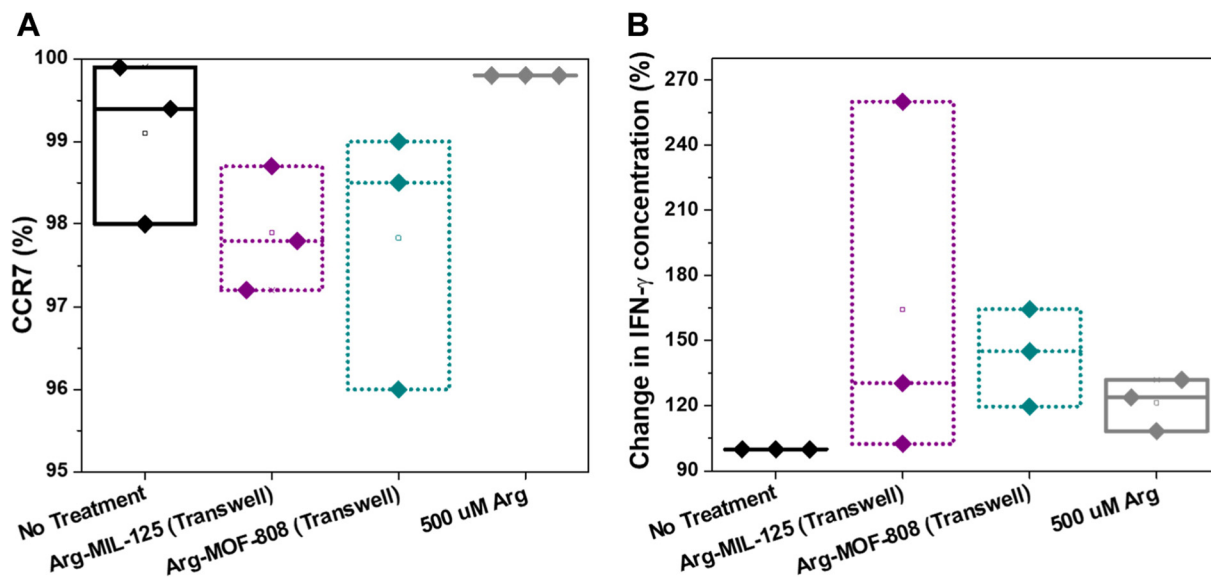 A
CCR7 (%)
100
99
98
97
96
95
No Treatment
Arg-MIL-125 (Transwell)
Arg-MOF-808 (Transwell)
500 uM Arg
B
Change in IFN-γ concentration (%)
270
240
210
180
150
120
90
No Treatment
Arg-MIL-125 (Transwell)
Arg-MOF-808 (Transwell)
500 uM Arg